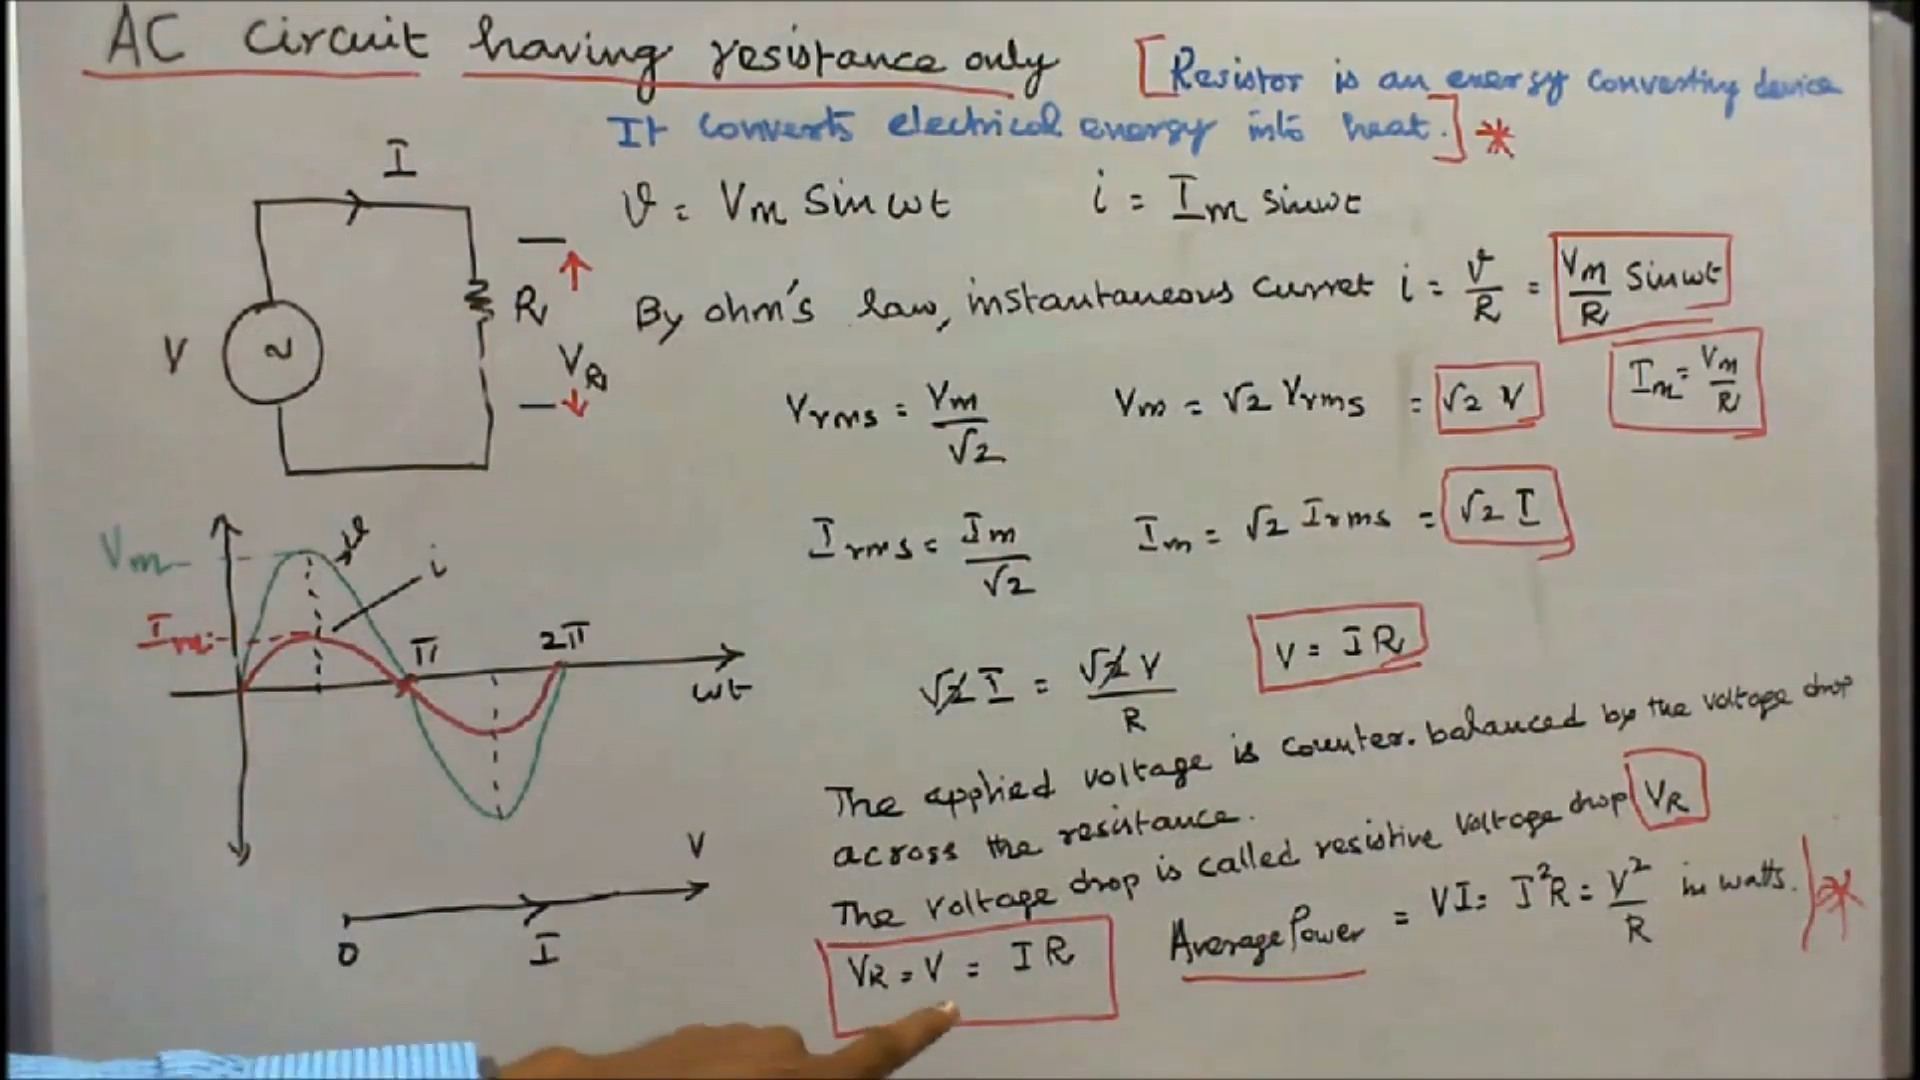 AC Circuit having resistance only
[Resistor is an energy converting device
It converts electrical energy into heat.] *
I
v = Vm Sin ωt
i = Im sin ωt
V
~
R
VR
By ohm's law, instantaneous curret i = v/R = Vm/R Sin ωt
Vrms = Vm/√2
Vm = √2 Vrms = √2 V
Im = Vm/R
Irms = Im/√2
Im = √2 Irms = √2 I
Vm
v
i
Im
π
2π
ωt
√2 I = √2 V/R
V = IR
The applied voltage is counter. balanced by the voltage drop
across the resistance.
The voltage drop is called resistive voltage drop VR
V
O
I
VR = V = IR
Average Power = VI = I²R = V²/R in watts. *